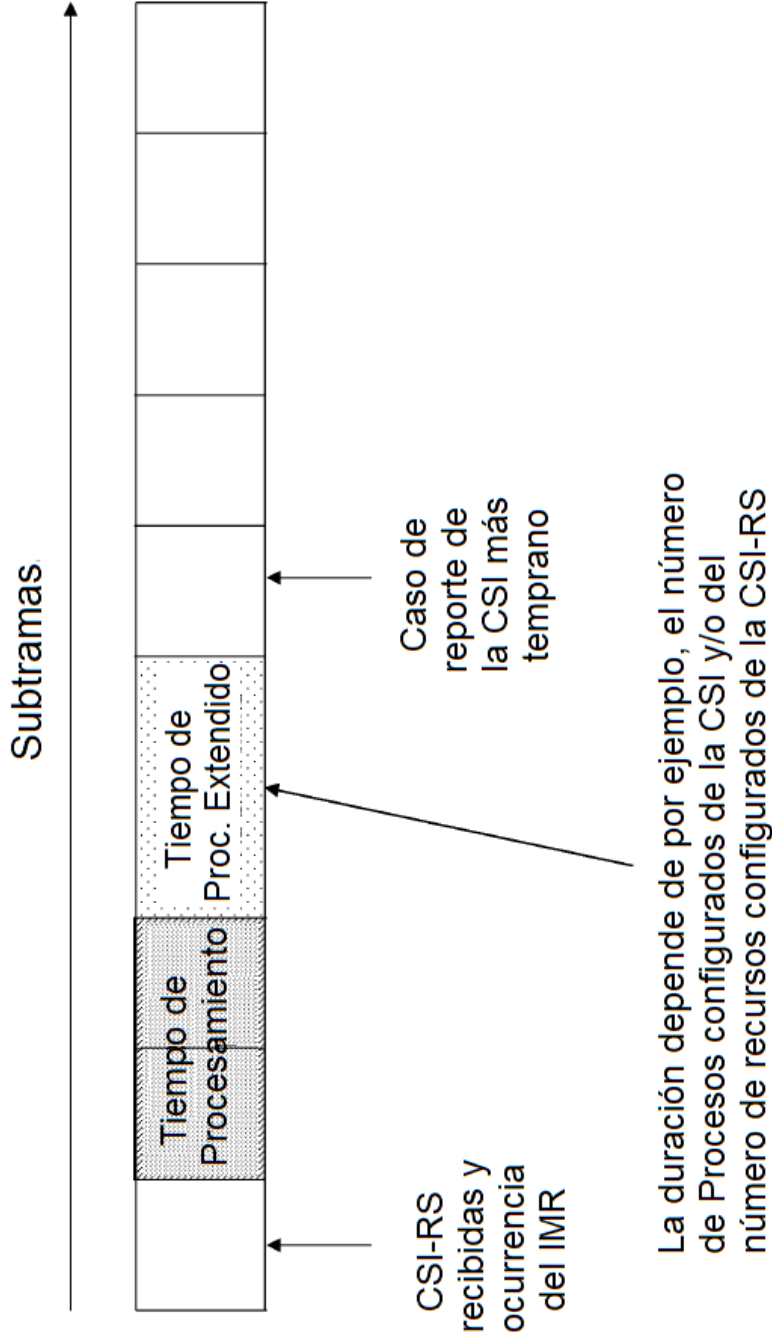 Subtramas
Tiempo de
Procesamiento
Tiempo de
Proc. Extendido
CSI-RS
recibidas y
ocurrencia
del IMR
Caso de
reporte de
la CSI más
temprano
La duración depende de por ejemplo, el número
de Procesos configurados de la CSI y/o del
número de recursos configurados de la CSI-RS